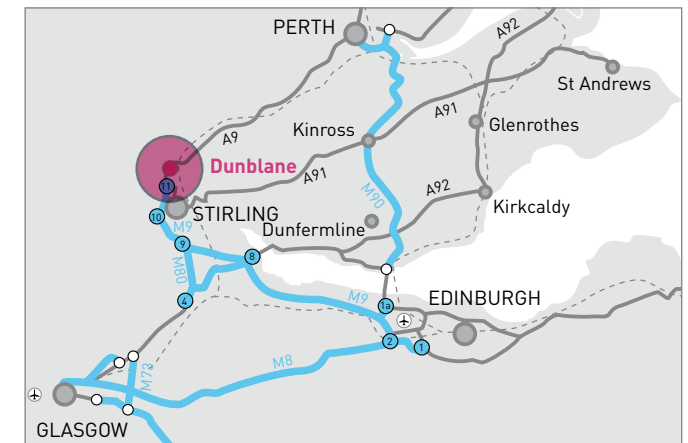 PERTH
A92
St Andrews
A9
Kinross
A91
Glenrothes
Dunblane
11
A91
A92
M90
Kirkcaldy
10
STIRLING
M9
Dunfermline
9
8
M80
4
M9
1a
EDINBURGH
2
1
M8
M73
GLASGOW